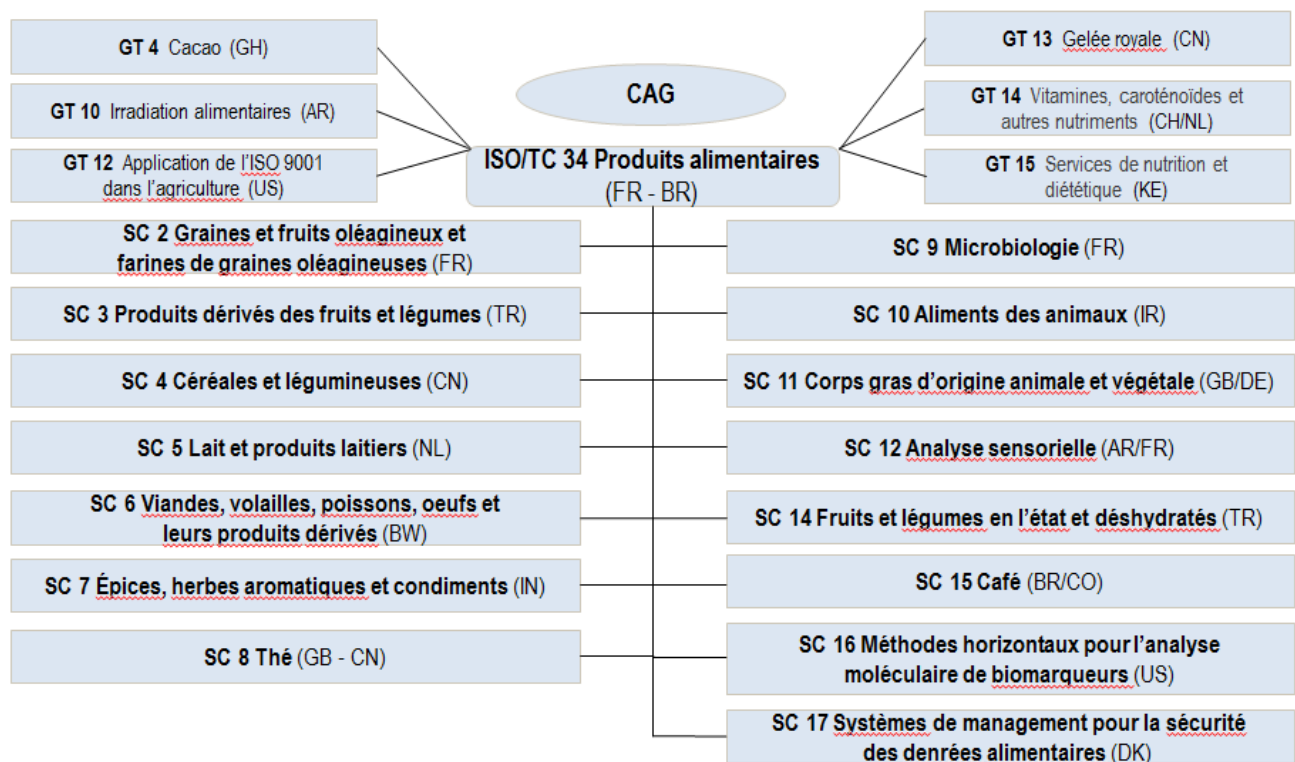 GT 4 Cacao (GH)
GT 10 Irradiation alimentaires (AR)
GT 12 Application de l'ISO 9001
dans l'agriculture (US)
CAG
ISO/TC 34 Produits alimentaires
(FR - BR)
GT 13 Gelée royale (CN)
GT 14 Vitamines, caroténoïdes et
autres nutriments (CH/NL)
GT 15 Services de nutrition et
diététique (KE)
SC 2 Graines et fruits oléagineux et
farines de graines oléagineuses (FR)
SC 3 Produits dérivés des fruits et légumes (TR)
SC 4 Céréales et légumineuses (CN)
SC 5 Lait et produits laitiers (NL)
SC 6 Viandes, volailles, poissons, oeufs et
leurs produits dérivés (BW)
SC 7 Épices, herbes aromatiques et condiments (IN)
SC 8 Thé (GB - CN)
SC 9 Microbiologie (FR)
SC 10 Aliments des animaux (IR)
SC 11 Corps gras d'origine animale et végétale (GB/DE)
SC 12 Analyse sensorielle (AR/FR)
SC 14 Fruits et légumes en l'état et déshydratés (TR)
SC 15 Café (BR/CO)
SC 16 Méthodes horizontaux pour l'analyse
moléculaire de biomarqueurs (US)
SC 17 Systèmes de management pour la sécurité
des denrées alimentaires (DK)